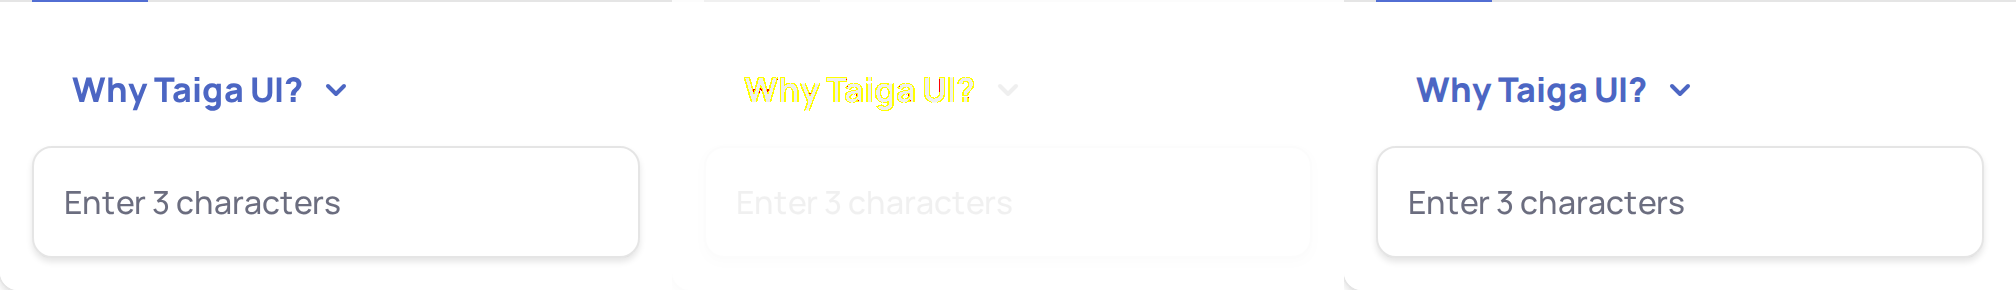 Why Taiga UI? Why Taiga UI? Why Taiga UI?
Enter 3 characters Enter 3 characters Enter 3 characters